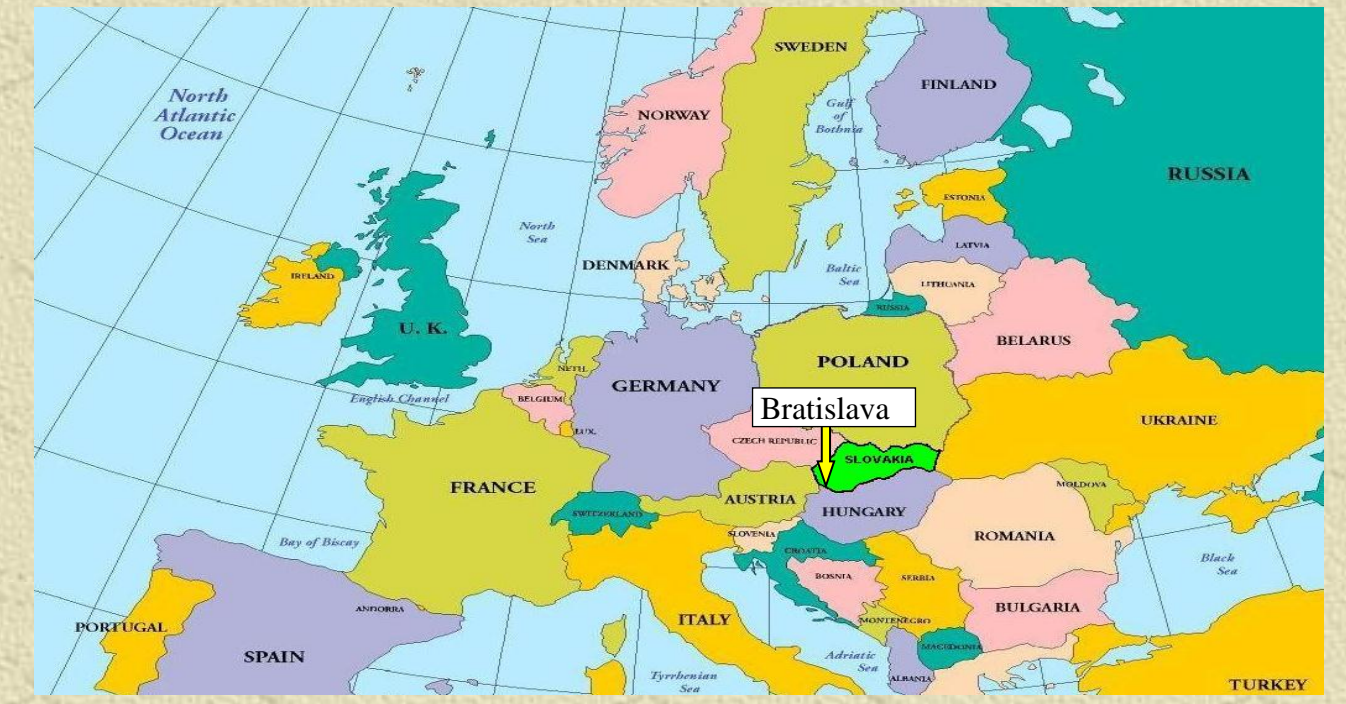 SWEDEN
FINLAND
North
Atlantic
Ocean
NORWAY
Gulf
of
Bothnia
RUSSIA
ESTONIA
North
Sea
LATVIA
DENMARK
Baltic
Sea
IRELAND
LITHUANIA
RUSSIA
U. K.
BELARUS
POLAND
NETH.
GERMANY
English Channel
BELGIUM
Bratislava
UKRAINE
LUX.
CZECH REPUBLIC
SLOVAKIA
FRANCE
MOLDOVA
AUSTRIA
SWITZERLAND
HUNGARY
SLOVENIA
ROMANIA
Bay of Biscay
CROATIA
Black
Sea
BOSNIA
SERBIA
ANDORRA
BULGARIA
PORTUGAL
ITALY
MONTENEGRO
MACEDONIA
SPAIN
Adriatic
Sea
Tyrrhenian
Sea
ALBANIA
TURKEY